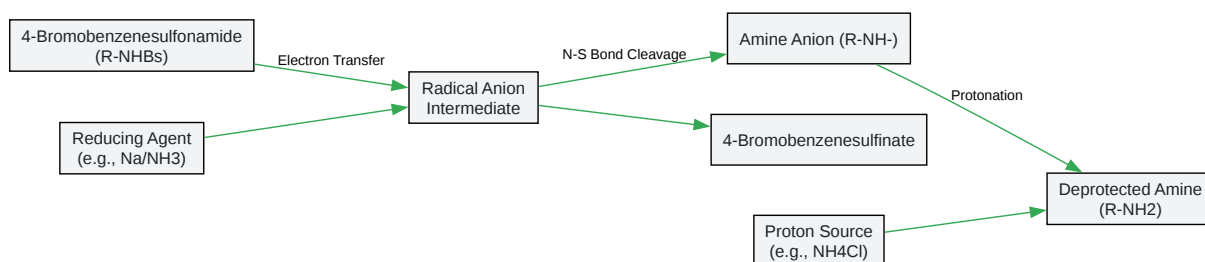 4-Bromobenzenesulfonamide
(R-NHBs)
Electron Transfer
Reducing Agent
(e.g., Na/NH3)
Radical Anion
Intermediate
N-S Bond Cleavage
Amine Anion (R-NH-)
4-Bromobenzenesulfinate
Protonation
Proton Source
(e.g., NH4Cl)
Deprotected Amine
(R-NH2)